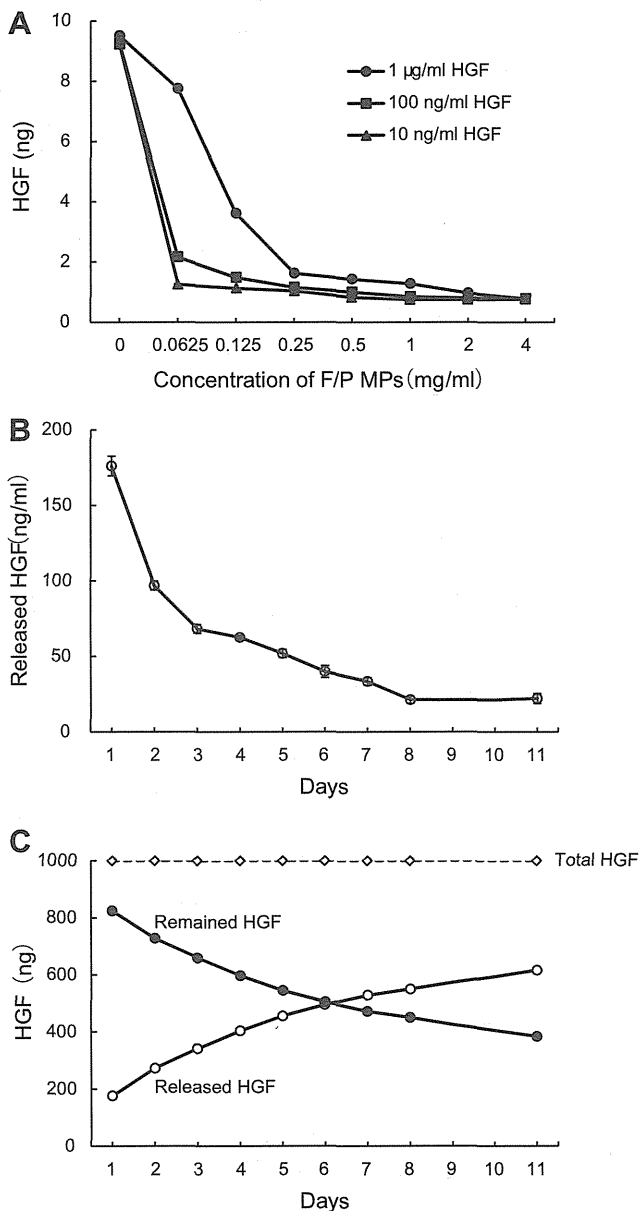 A
10
8
6
4
2
0
HGF (ng)
1 µg/ml HGF
100 ng/ml HGF
10 ng/ml HGF
0 0.0625 0.125 0.25 0.5 1 2 4
Concentration of F/P MPs(mg/ml)
B
200
150
100
50
0
Released HGF(ng/ml)
1 2 3 4 5 6 7 8 9 10 11
Days
C
1000
800
600
400
200
0
HGF (ng)
Total HGF
Remained HGF
Released HGF
1 2 3 4 5 6 7 8 9 10 11
Days